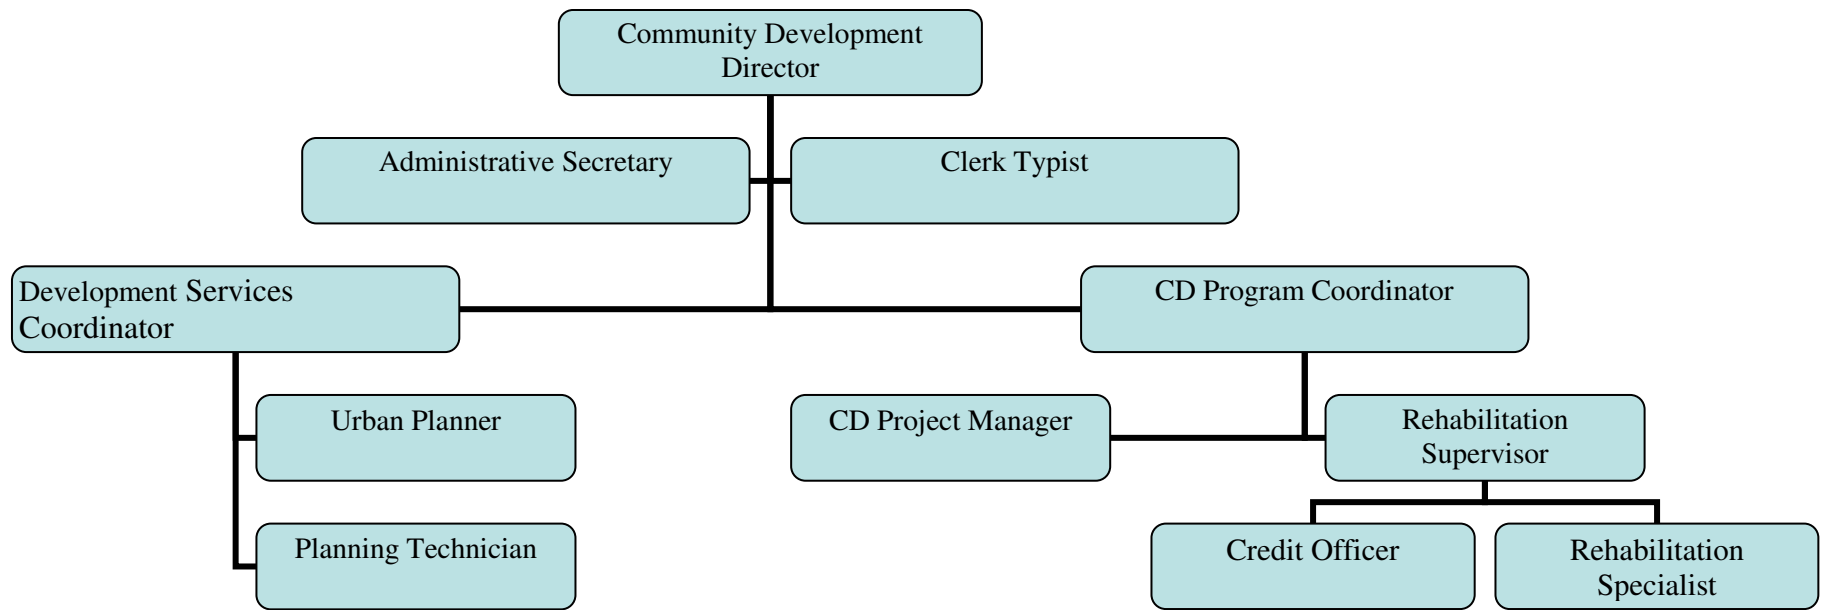 Community Development
Director
Administrative Secretary
Clerk Typist
Development Services
Coordinator
CD Program Coordinator
Urban Planner
CD Project Manager
Rehabilitation
Supervisor
Planning Technician
Credit Officer
Rehabilitation
Specialist